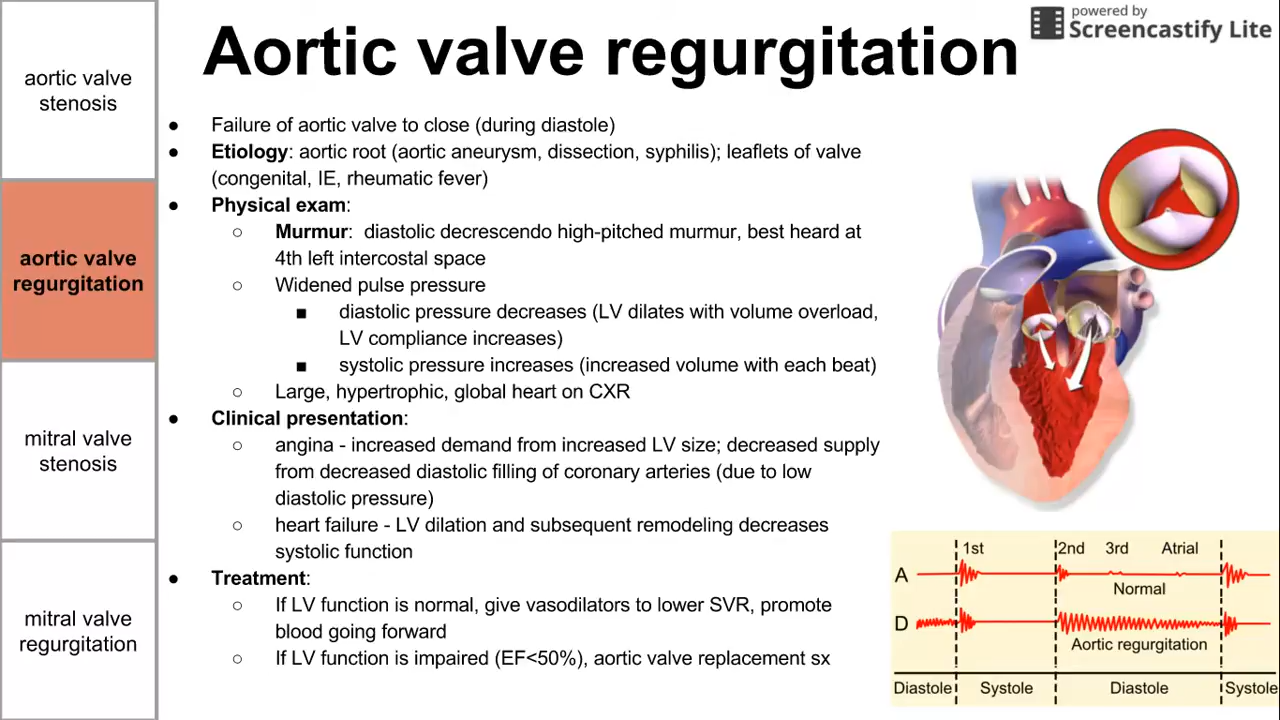 powered by
Screencastify Lite
Aortic valve regurgitation
aortic valve
stenosis
aortic valve
regurgitation
mitral valve
stenosis
mitral valve
regurgitation
● Failure of aortic valve to close (during diastole)
● Etiology: aortic root (aortic aneurysm, dissection, syphilis); leaflets of valve
(congenital, IE, rheumatic fever)
● Physical exam:
○ Murmur: diastolic decrescendo high-pitched murmur, best heard at
4th left intercostal space
○ Widened pulse pressure
■ diastolic pressure decreases (LV dilates with volume overload,
LV compliance increases)
■ systolic pressure increases (increased volume with each beat)
○ Large, hypertrophic, global heart on CXR
● Clinical presentation:
○ angina - increased demand from increased LV size; decreased supply
from decreased diastolic filling of coronary arteries (due to low
diastolic pressure)
○ heart failure - LV dilation and subsequent remodeling decreases
systolic function
● Treatment:
○ If LV function is normal, give vasodilators to lower SVR, promote
blood going forward
○ If LV function is impaired (EF<50%), aortic valve replacement sx
1st 2nd 3rd Atrial
A
Normal
D
Aortic regurgitation
Diastole Systole Diastole Systole